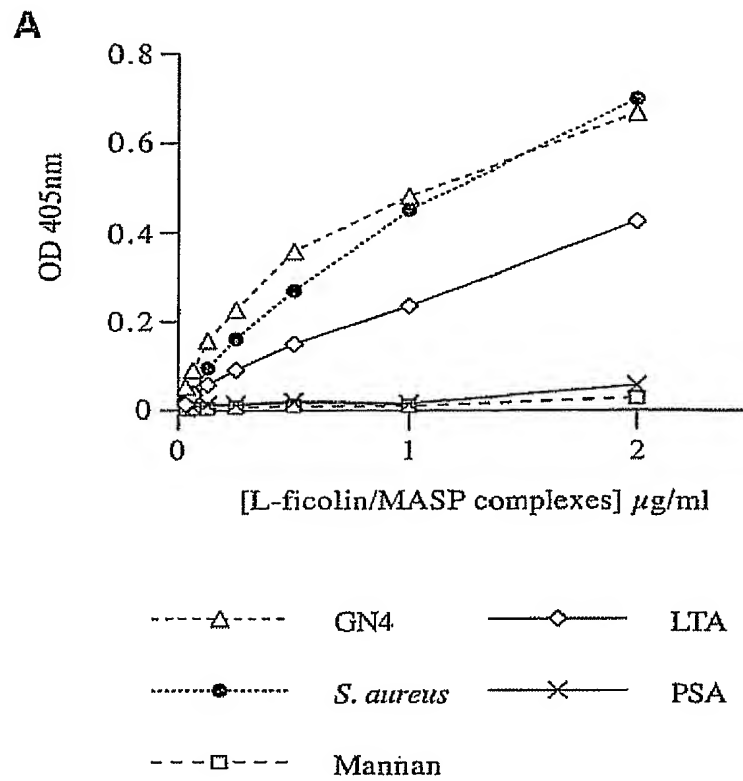 A
0.8
0.6
0.4
0.2
0
OD 405nm
0 1 2
[L-ficolin/MASP complexes] μg/ml
GN4 LTA
S. aureus PSA
Mannan